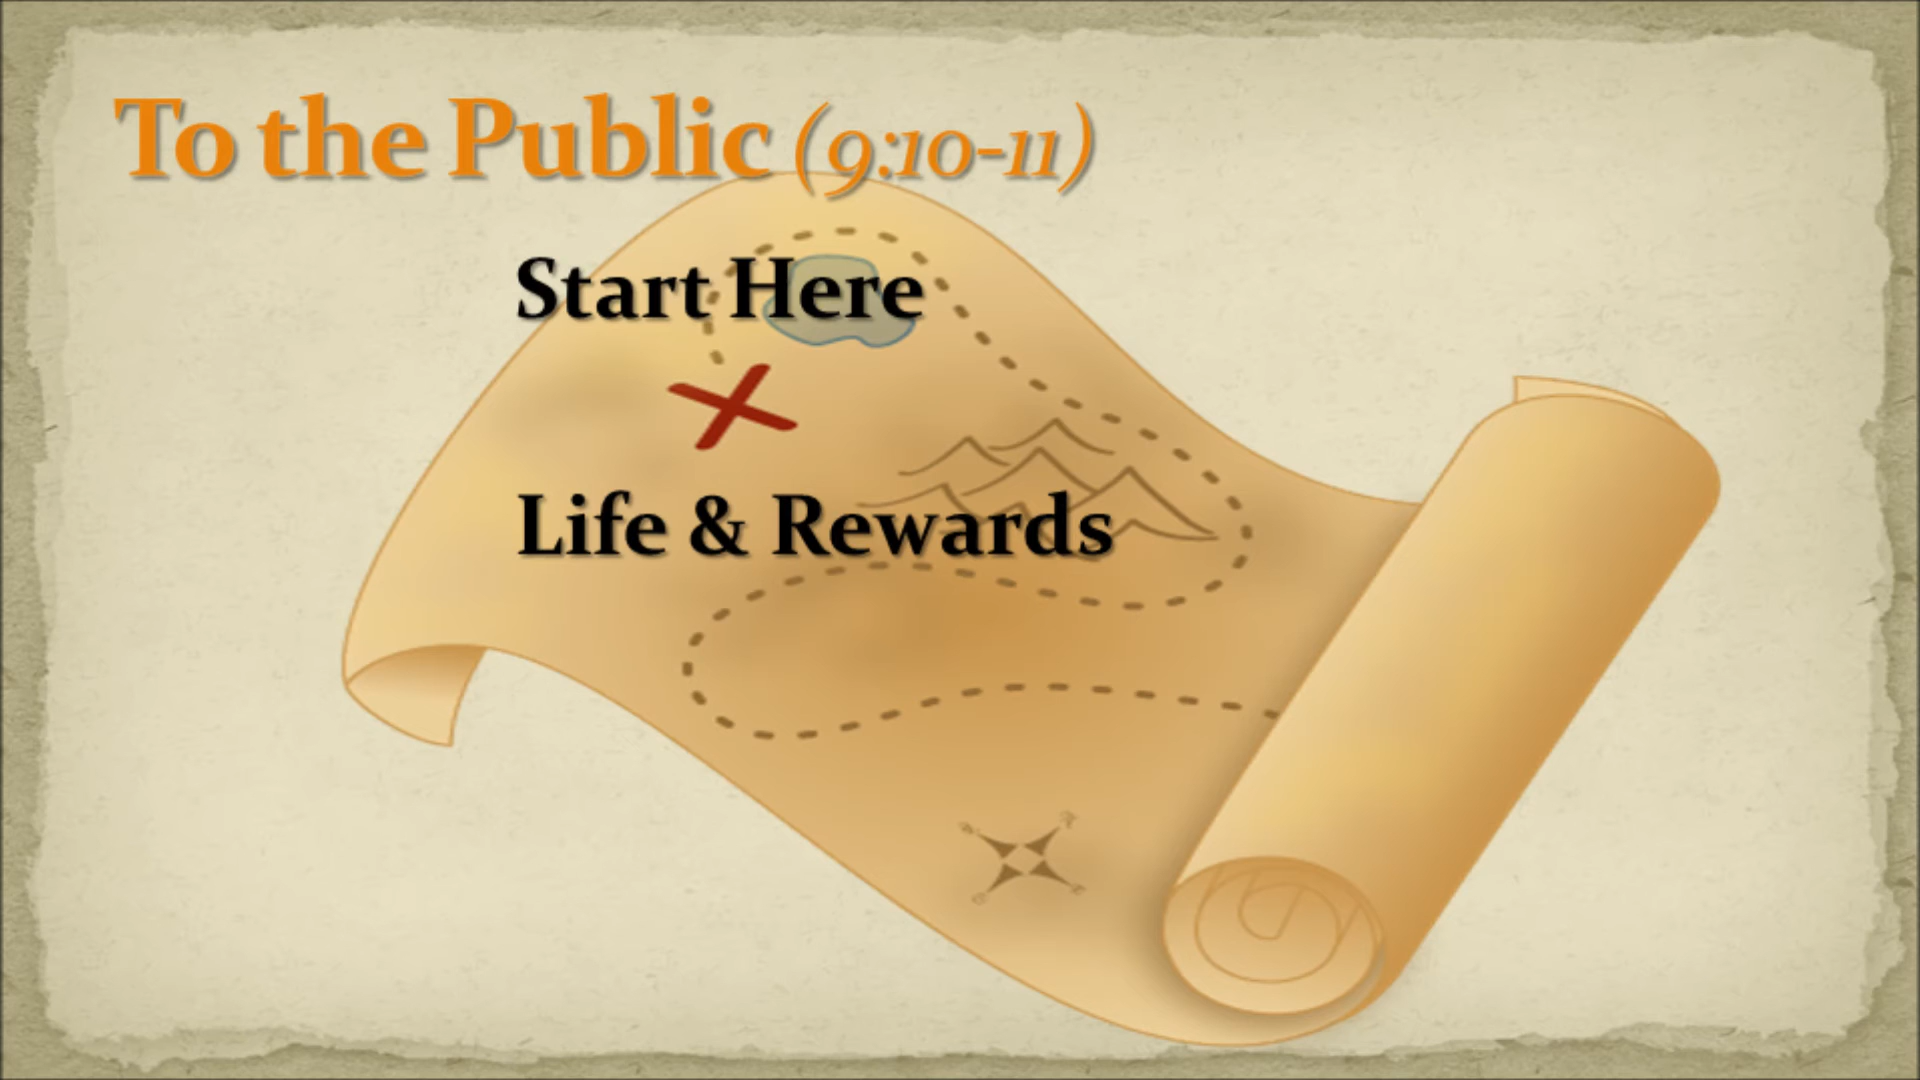 To the Public (9:10-11)
Start Here
Life & Rewards